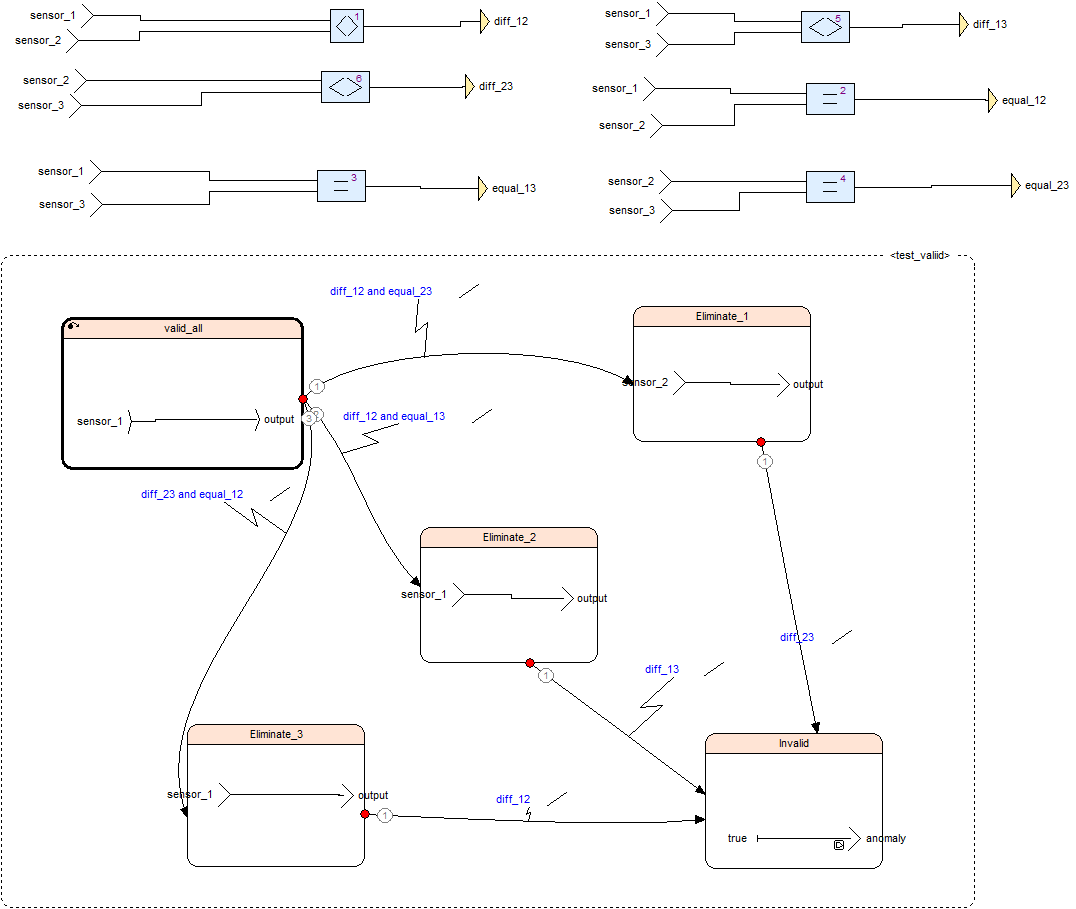 sensor_1
sensor_2
1
diff_12
sensor_1
sensor_3
5
diff_13
sensor_2
sensor_3
6
diff_23
sensor_1
sensor_2
2
equal_12
sensor_1
sensor_3
3
equal_13
sensor_2
sensor_3
4
equal_23
<test_valiid>
diff_12 and equal_23
valid_all
sensor_1
output
1
2
3
Eliminate_1
sensor_2
output
1
diff_12 and equal_13
diff_23 and equal_12
Eliminate_2
sensor_1
output
1
diff_23
diff_13
Eliminate_3
sensor_1
output
1
diff_12
Invalid
true
anomaly